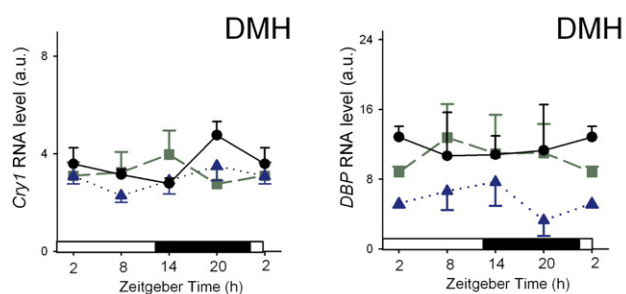 DMH
8
4
0
Cry1 RNA level (a.u.)
2 8 14 20 2
Zeitgeber Time (h)
DMH
24
16
8
0
DBP RNA level (a.u.)
2 8 14 20 2
Zeitgeber Time (h)